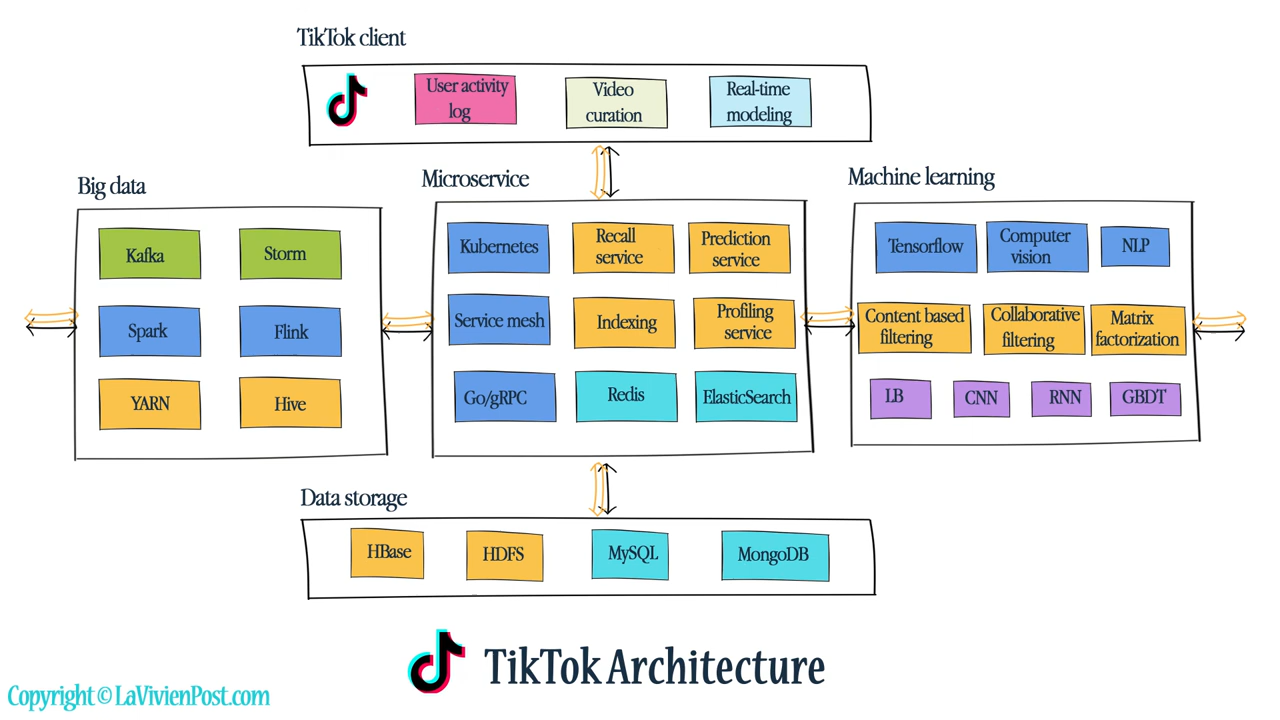 TikTok client
User activity
log
Video
curation
Real-time
modeling
Big data
Kafka
Storm
Spark
Flink
YARN
Hive
Microservice
Kubernetes
Recall
service
Prediction
service
Service mesh
Indexing
Profiling
service
Go/gRPC
Redis
ElasticSearch
Machine learning
Tensorflow
Computer
vision
NLP
Content based
filtering
Collaborative
filtering
Matrix
factorization
LB
CNN
RNN
GBDT
Data storage
HBase
HDFS
MySQL
MongoDB
TikTok Architecture
Copyright © LaVivienPost.com